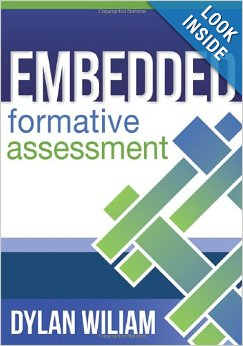 LOOK
INSIDE!
EMBEDDED
formative
assessment
DYLAN WILIAM